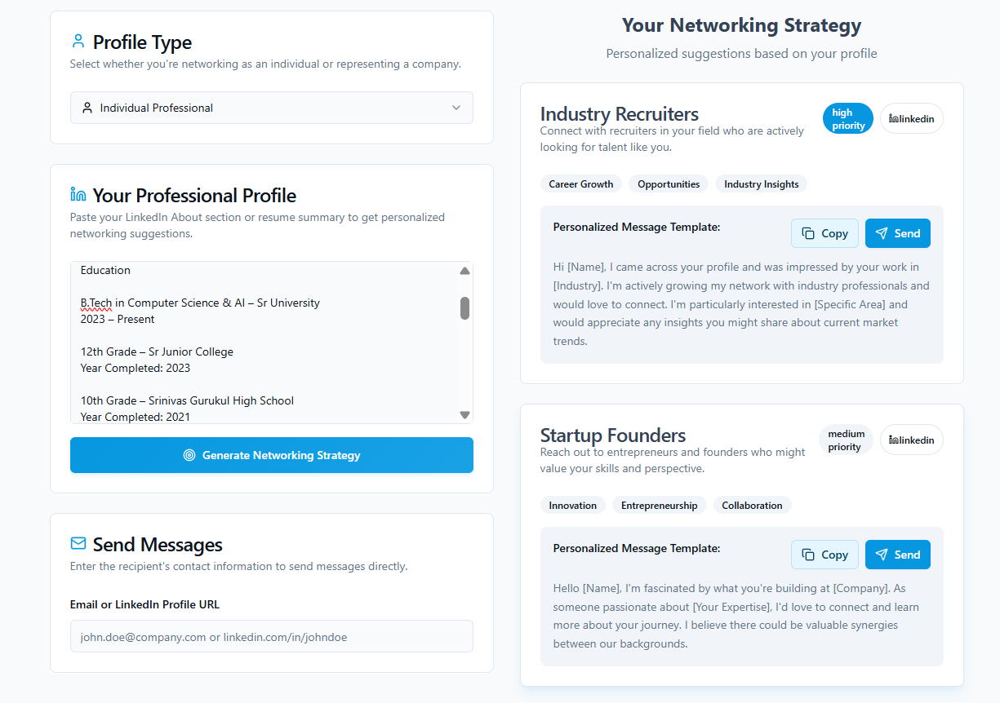 Profile Type
Select whether you're networking as an individual or representing a company.
Individual Professional
Your Professional Profile
Paste your LinkedIn About section or resume summary to get personalized
networking suggestions.
Education
B.Tech in Computer Science & AI – Sr University
2023 – Present
12th Grade – Sr Junior College
Year Completed: 2023
10th Grade – Srinivas Gurukul High School
Year Completed: 2021
Generate Networking Strategy
Send Messages
Enter the recipient's contact information to send messages directly.
Email or LinkedIn Profile URL
john.doe@company.com or linkedin.com/in/johndoe
Your Networking Strategy
Personalized suggestions based on your profile
Industry Recruiters
high
priority
linkedin
Connect with recruiters in your field who are actively
looking for talent like you.
Career Growth
Opportunities
Industry Insights
Personalized Message Template:
Copy
Send
Hi [Name], I came across your profile and was impressed by your work in
[Industry]. I'm actively growing my network with industry professionals and
would love to connect. I'm particularly interested in [Specific Area] and
would appreciate any insights you might share about current market
trends.
Startup Founders
medium
priority
linkedin
Reach out to entrepreneurs and founders who might
value your skills and perspective.
Innovation
Entrepreneurship
Collaboration
Personalized Message Template:
Copy
Send
Hello [Name], I'm fascinated by what you're building at [Company]. As
someone passionate about [Your Expertise], I'd love to connect and learn
more about your journey. I believe there could be valuable synergies
between our backgrounds.